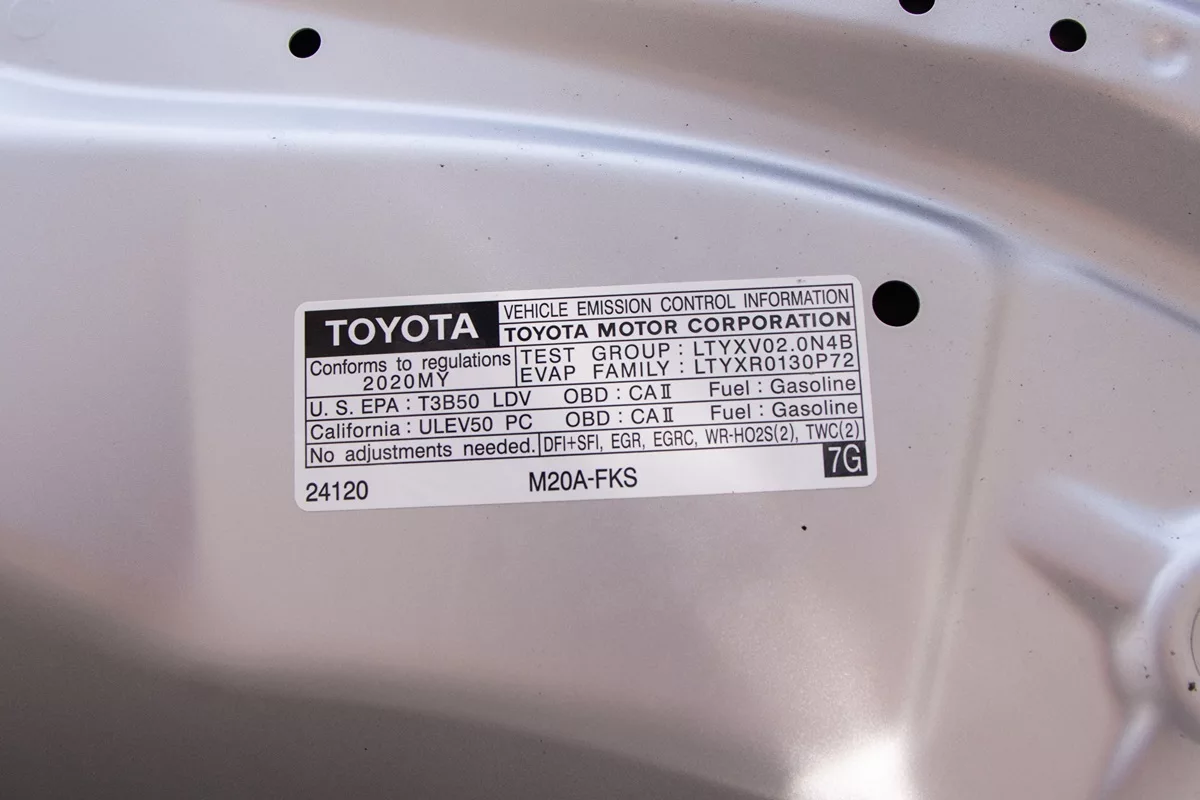 TOYOTA
VEHICLE EMISSION CONTROL INFORMATION
TOYOTA MOTOR CORPORATION
Conforms to regulations
2020MY
TEST GROUP : LTYXV02.0N4B
EVAP FAMILY : LTYXR0130P72
U. S. EPA : T3B50 LDV OBD : CAⅡ Fuel : Gasoline
California : ULEV50 PC OBD : CAⅡ Fuel : Gasoline
No adjustments needed. DFI+SFI, EGR, EGRC, WR-HO2S(2), TWC(2)
24120 M20A-FKS 7G